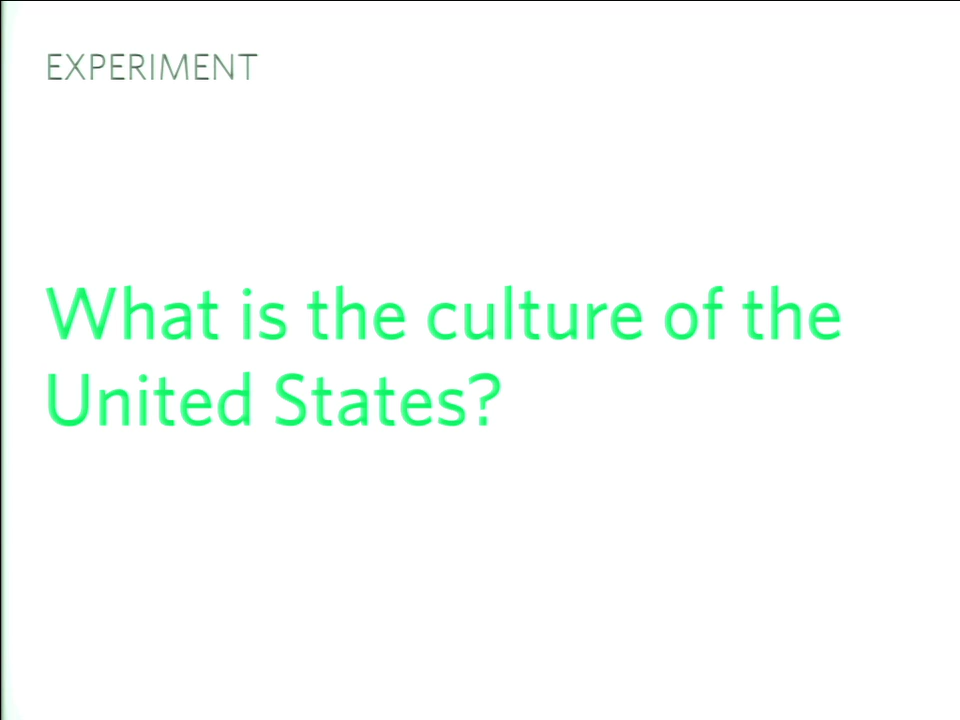 EXPERIMENT
What is the culture of the
United States?